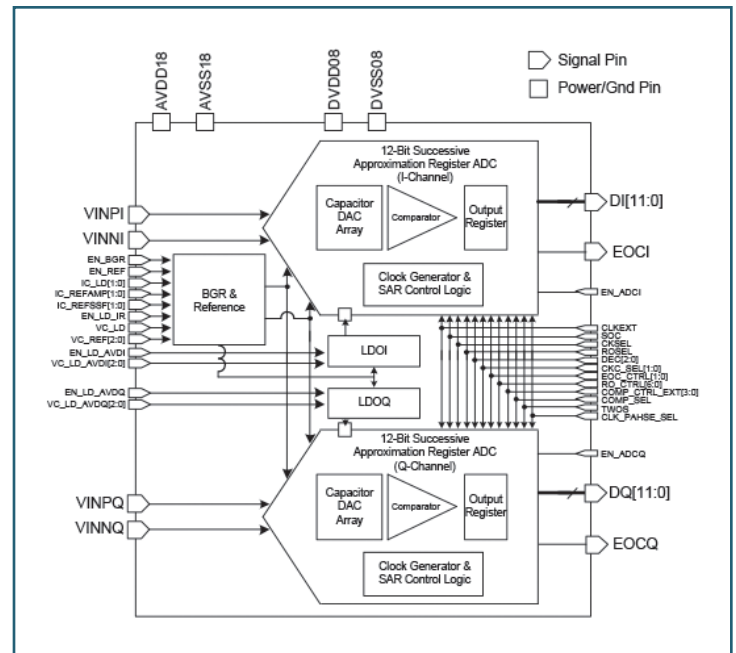 AVDD18
AVSS18
DVDD08
DVSS08
Signal Pin
Power/Gnd Pin
12-Bit Successive
Approximation Register ADC
(I-Channel)
Capacitor
DAC
Array
Comparator
Output
Register
Clock Generator &
SAR Control Logic
VINPI
VINNI
EN_BGR
EN_REF
IC_LD[1:0]
IC_REFAMP[1:0]
IC_REFSSF[1:0]
EN_LD_IR
VC_LD
VC_REF[2:0]
EN_LD_AVDI
VC_LD_AVDI[2:0]
EN_LD_AVDQ
VC_LD_AVDQ[2:0]
BGR &
Reference
LDOI
LDOQ
DI[11:0]
EOCI
EN_ADCI
CLKEXT
SOC
CKSEL
ROSEL
DEC[2:0]
CKC_SEL[1:0]
EOC_CTRL[1:0]
RO_CTRL[6:0]
COMP_CTRL_EXT[3:0]
COMP_SEL
TWOS
CLK_PAHSE_SEL
12-Bit Successive
Approximation Register ADC
(Q-Channel)
Capacitor
DAC
Array
Comparator
Output
Register
Clock Generator &
SAR Control Logic
VINPQ
VINNQ
EN_ADCQ
DQ[11:0]
EOCQ